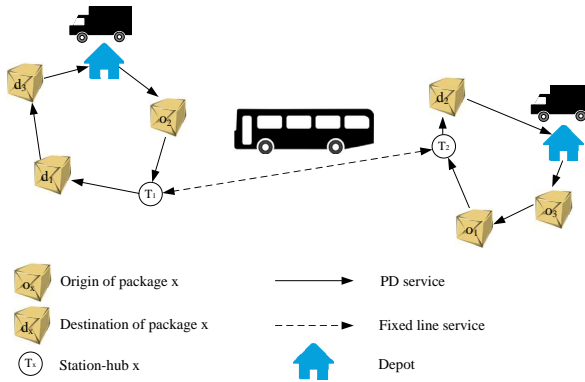 d3
o2
d1
T1
d2
T2
o1
o3
ox Origin of package x PD service
dx Destination of package x Fixed line service
Tx Station-hub x Depot